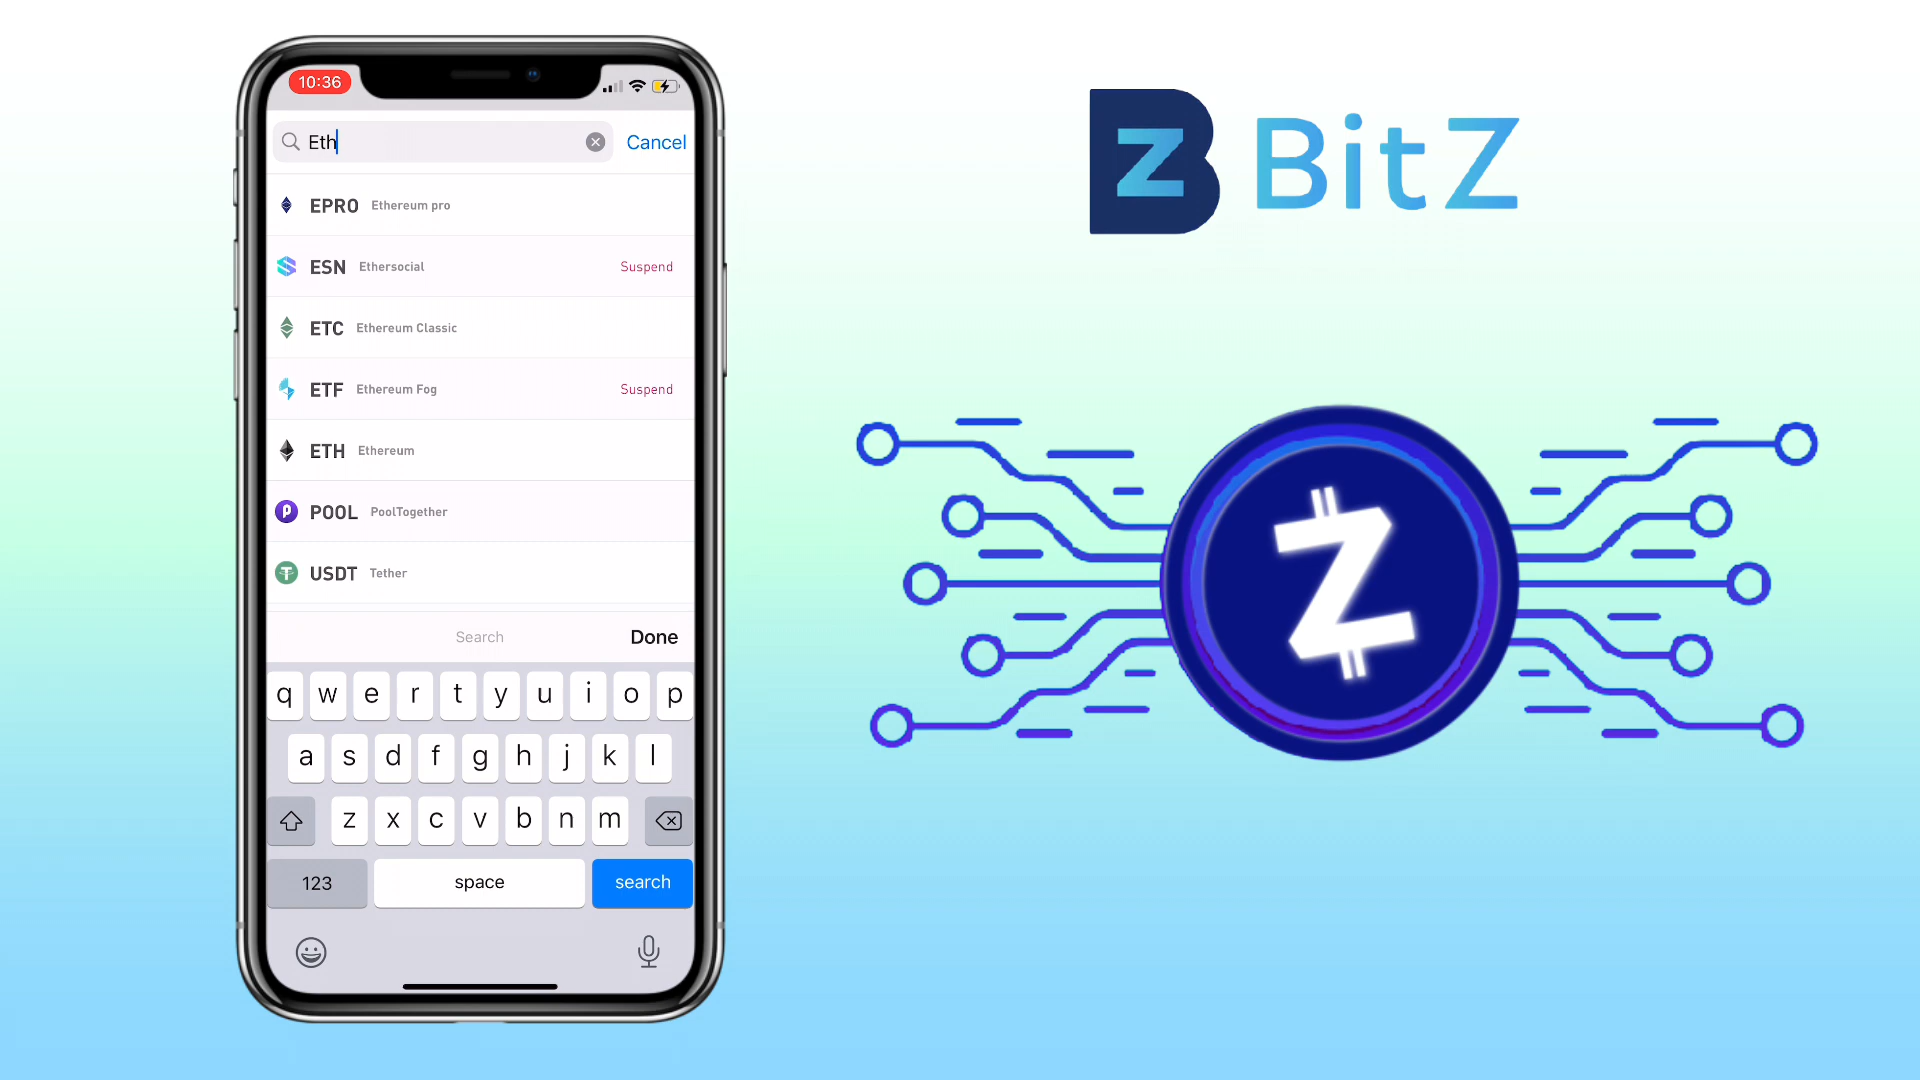 10:36
Eth
Cancel
EPRO Ethereum pro
ESN Ethersocial Suspend
ETC Ethereum Classic
ETF Ethereum Fog Suspend
ETH Ethereum
POOL PoolTogether
USDT Tether
Search Done
q w e r t y u i o p
a s d f g h j k l
z x c v b n m
123 space search
Z BitZ
Z